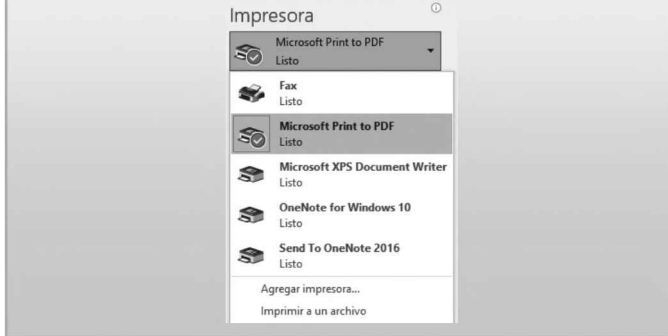 Impresora
Microsoft Print to PDF
Listo
Fax
Listo
Microsoft Print to PDF
Listo
Microsoft XPS Document Writer
Listo
OneNote for Windows 10
Listo
Send To OneNote 2016
Listo
Agregar impresora...
Imprimir a un archivo